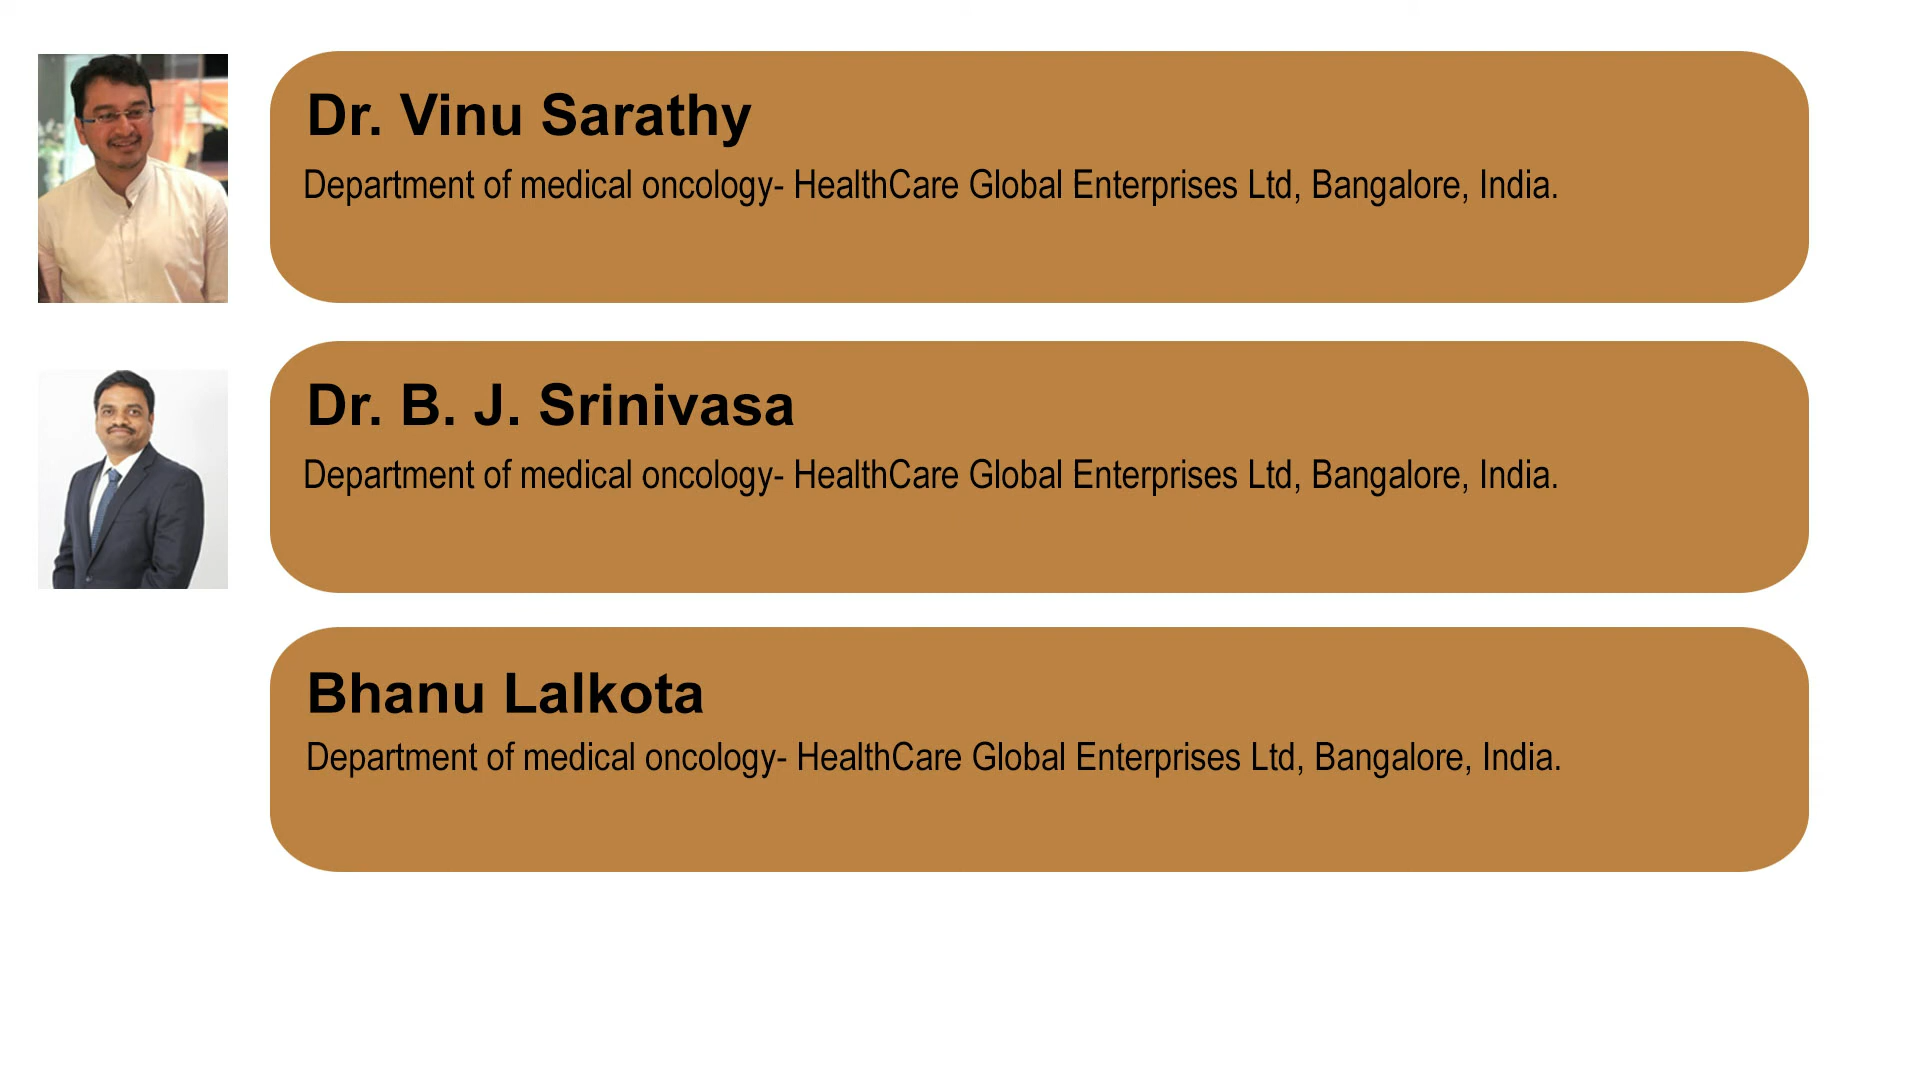 Dr. Vinu Sarathy
Department of medical oncology- HealthCare Global Enterprises Ltd, Bangalore, India.
Dr. B. J. Srinivasa
Department of medical oncology- HealthCare Global Enterprises Ltd, Bangalore, India.
Bhanu Lalkota
Department of medical oncology- HealthCare Global Enterprises Ltd, Bangalore, India.